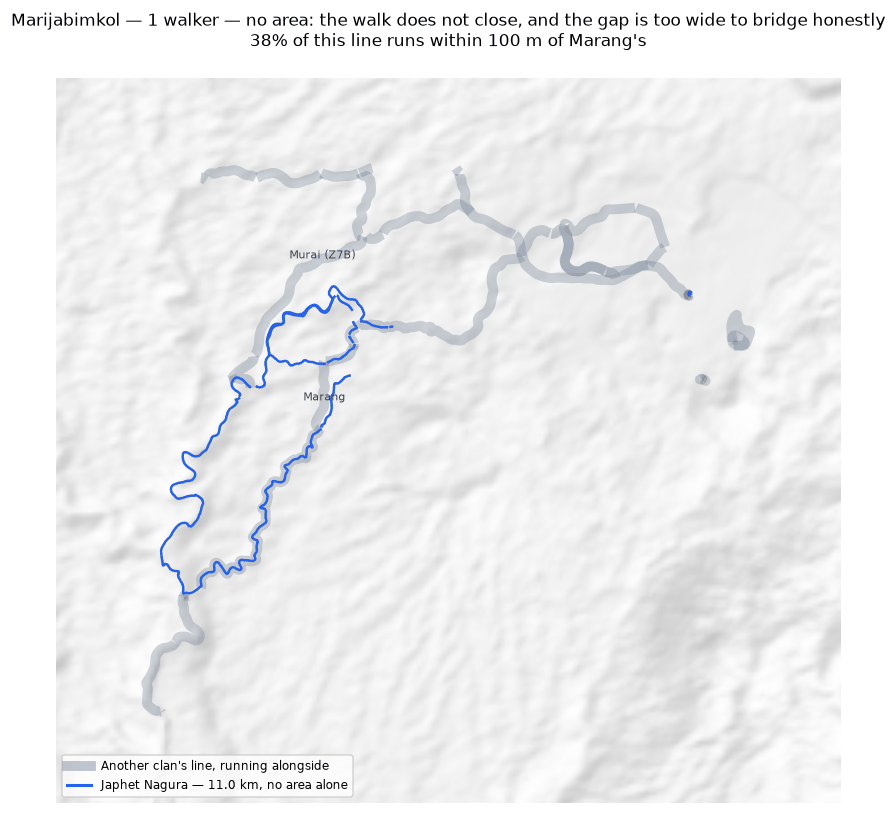 Marijabimkol — 1 walker — no area: the walk does not close, and the gap is too wide to bridge honestly
38% of this line runs within 100 m of Marang's
Murai (Z7B)
Marang
Another clan's line, running alongside
Japhet Nagura — 11.0 km, no area alone